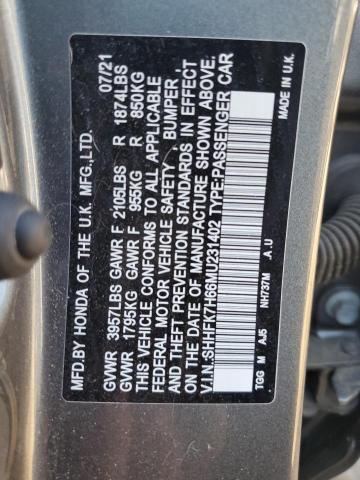 MFD.BY HONDA OF THE U.K. MFG.,LTD. 07/21
GVWR 3957LBS GAWR F 2105LBS R 1874LBS
GVWR 1795KG GAWR F 955KG R 850KG
THIS VEHICLE CONFORMS TO ALL APPLICABLE
FEDERAL MOTOR VEHICLE SAFETY, BUMPER,
AND THEFT PREVENTION STANDARDS IN EFFECT
ON THE DATE OF MANUFACTURE SHOWN ABOVE.
V.I.N.:SHHFK7H66MU231402 TYPE:PASSENGER CAR
TGG M AJ5 NH737M A.U MADE IN U.K.